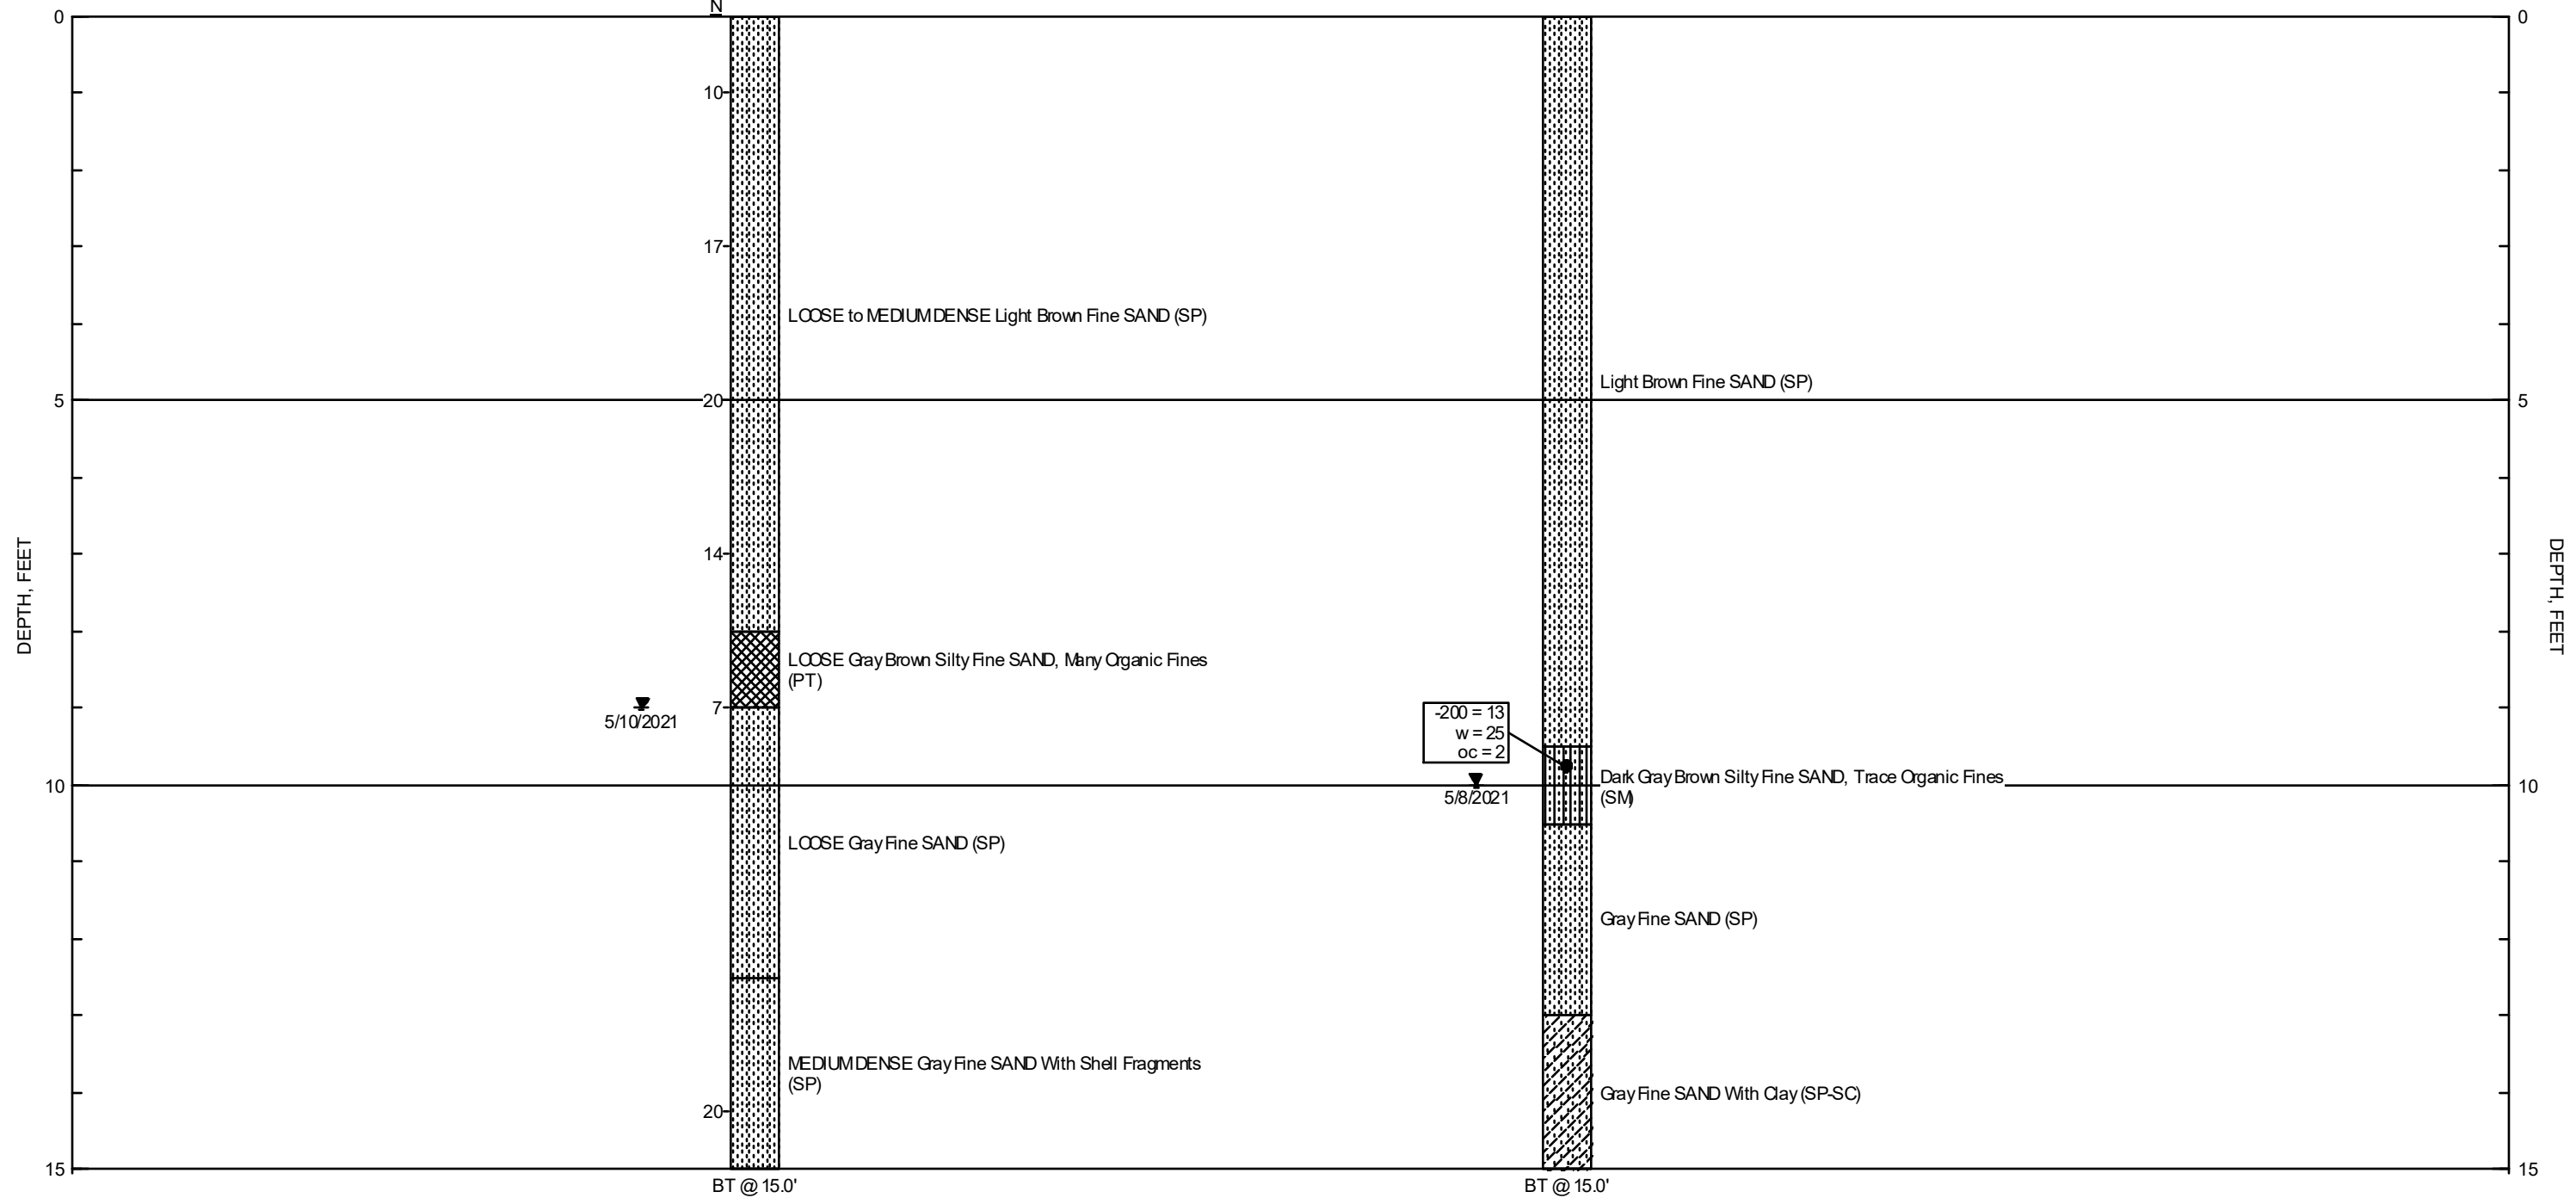 N
0
0
10
17
LOOSE to MEDIUM DENSE Light Brown Fine SAND (SP)
Light Brown Fine SAND (SP)
5
20
5
14
DEPTH, FEET
DEPTH, FEET
LOOSE Gray Brown Silty Fine SAND, Many Organic Fines
(PT)
7
5/10/2021
-200 = 13
w = 25
oc = 2
Dark Gray Brown Silty Fine SAND, Trace Organic Fines
(SM)
10
5/8/2021
10
LOOSE Gray Fine SAND (SP)
Gray Fine SAND (SP)
MEDIUM DENSE Gray Fine SAND With Shell Fragments
(SP)
Gray Fine SAND With Clay (SP-SC)
20
15
15
BT @ 15.0'
BT @ 15.0'